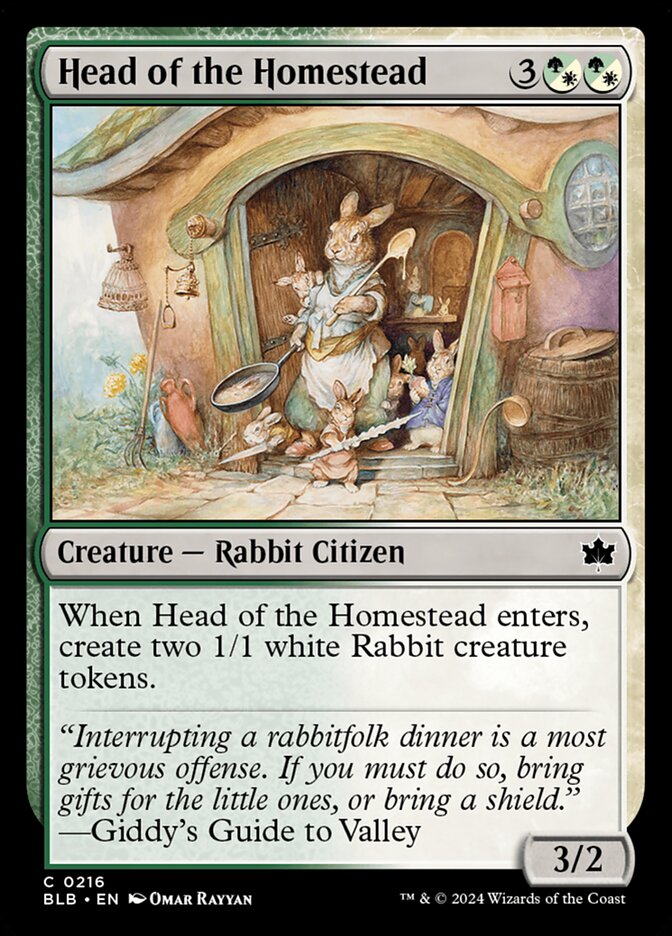 Head of the Homestead 3
Creature — Rabbit Citizen
When Head of the Homestead enters,
create two 1/1 white Rabbit creature
tokens.
“Interrupting a rabbitfolk dinner is a most
grievous offense. If you must do so, bring
gifts for the little ones, or bring a shield.”
—Giddy’s Guide to Valley
3/2
C 0216
BLB • EN Omar Rayyan
™ & © 2024 Wizards of the Coast